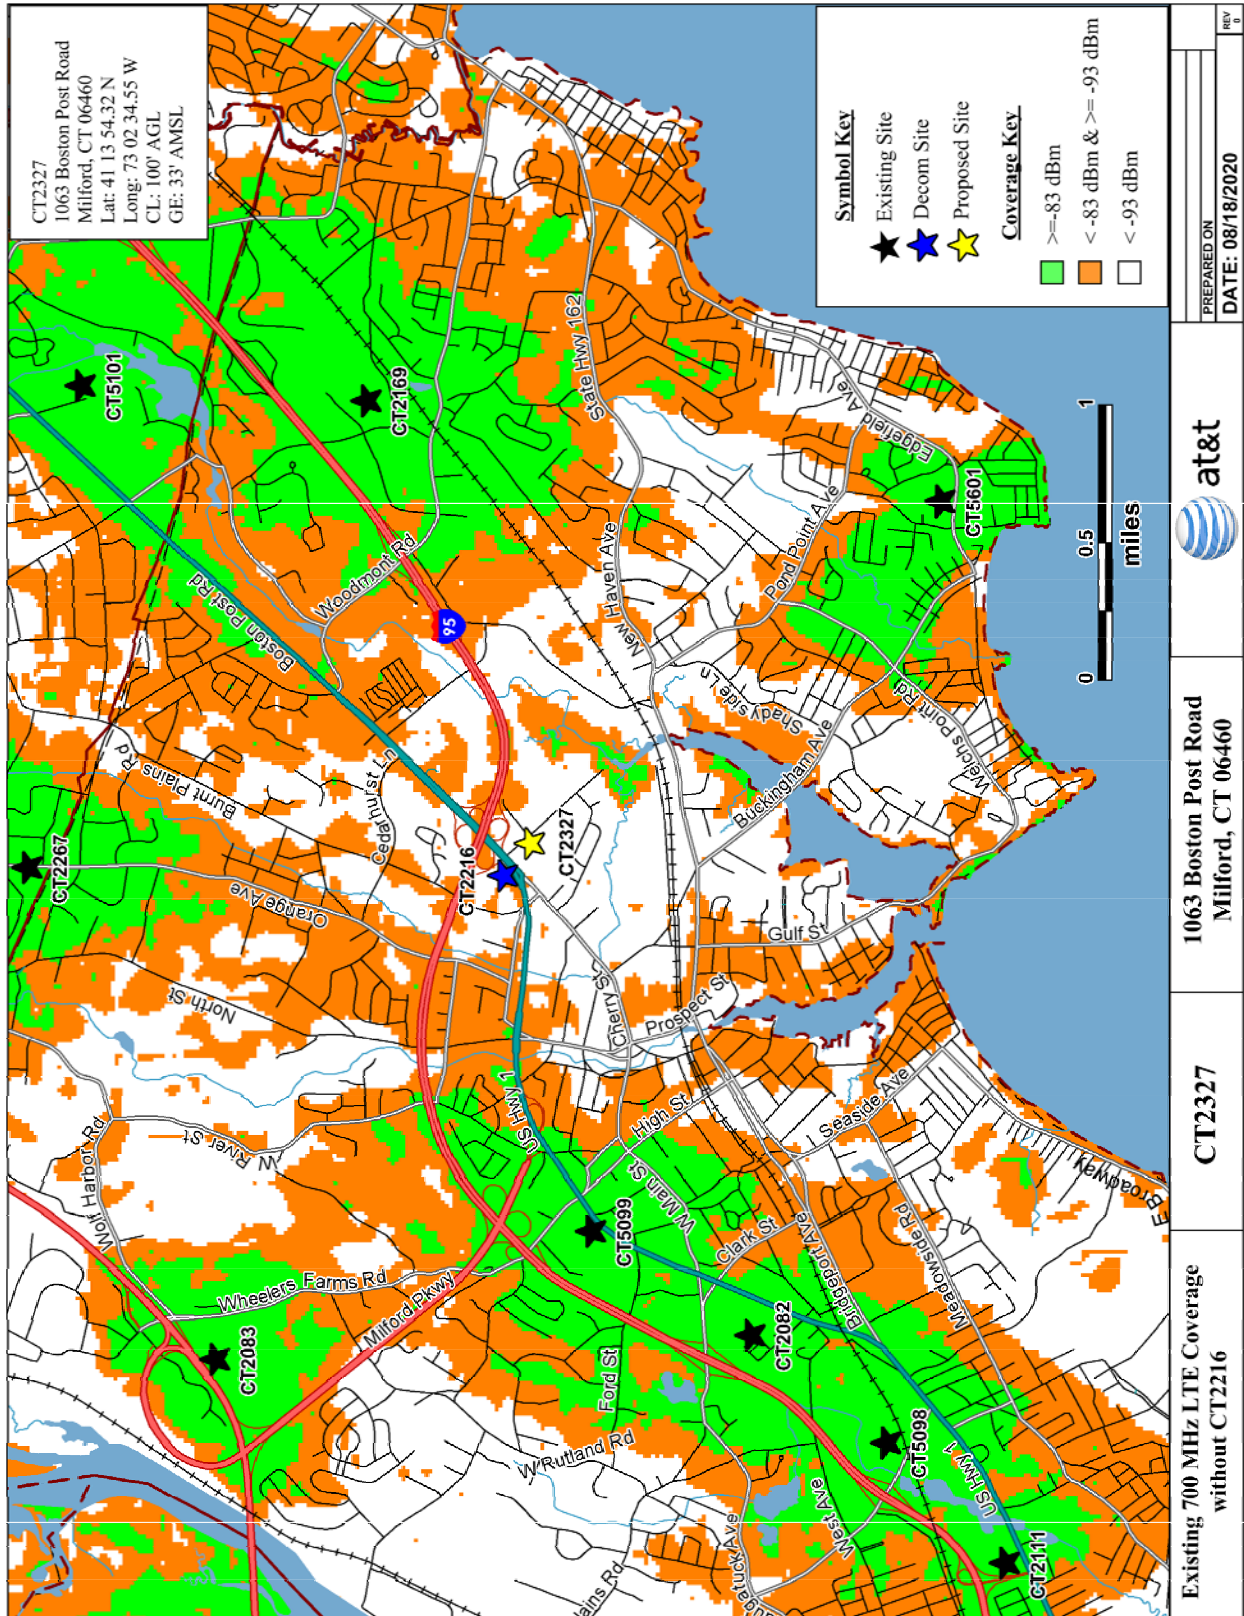 CT2327
1063 Boston Post Road
Milford, CT 06460
Lat: 41 13 54.32 N
Long: 73 02 34.55 W
CL: 100' AGL
GE: 33' AMSL
Symbol Key
Existing Site
Decom Site
Proposed Site
Coverage Key
>=-83 dBm
< -83 dBm & >= -93 dBm
< -93 dBm
CT2083
Wolf Harbor Rd
Wheelers Farms Rd
Milford Pkwy
N River St
North St
CT2267
Orange Ave
Burnt Plains Rd
Cedarhurst Ln
Boston Post Rd
Woodmont Rd
CT5101
CT2169
95
CT2216
CT2327
US Hwy 1
CT5099
High St
W Main St
Cherry St
Prospect St
Gulf St
New Haven Ave
State Hwy 162
Shadyside Ln
Buckingham Ave
Pond Point Ave
Edgefield Ave
Welchs Point Rd
CT5601
Ford St
W Rutland Rd
Clark St
CT2082
Bridgeport Ave
Seaside Ave
Meadowside Rd
E Broadway
West Ave
CT5098
US Hwy 1
CT2111
augatuck Ave
lains Rd
0
0.5
1
miles
Existing 700 MHz LTE Coverage
without CT2216
CT2327
1063 Boston Post Road
Milford, CT 06460
at&t
PREPARED ON
DATE: 08/18/2020
REV
0